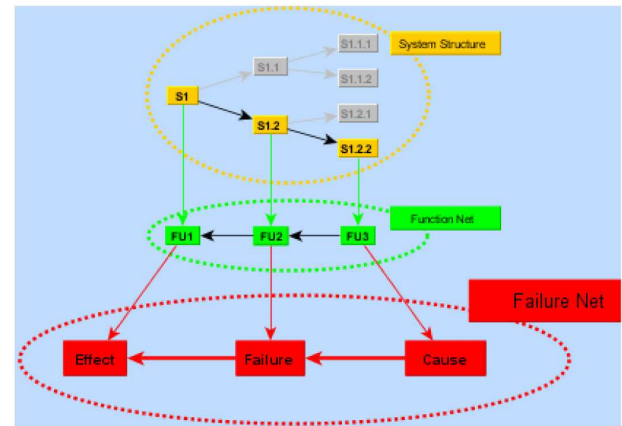 S1.1.1
System Structure
S1.1
S1.1.2
S1
S1.2.1
S1.2
S1.2.2
Function Net
FU1
FU2
FU3
Failure Net
Effect
Failure
Cause